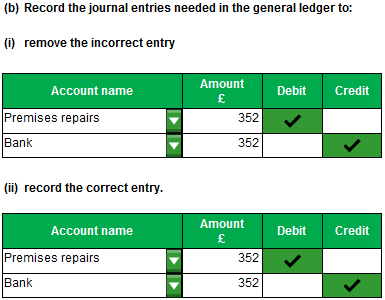 (b) Record the journal entries needed in the general ledger to:
(i) remove the incorrect entry
Account name Amount £ Debit Credit
Premises repairs 352
Bank 352
(ii) record the correct entry.
Account name Amount £ Debit Credit
Premises repairs 352
Bank 352